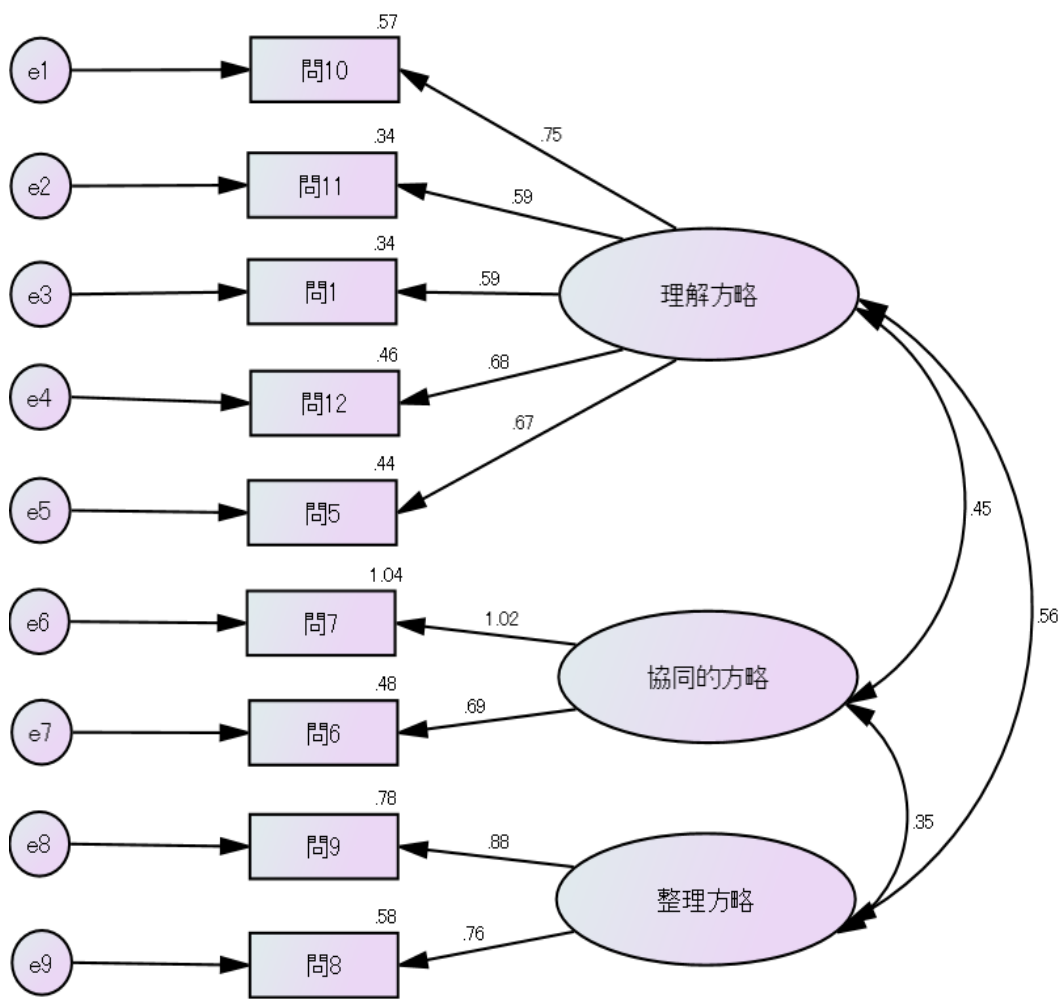 .57
e1
問10
.75
.34
e2
問11
.59
.34
e3
問1
.59
理解方略
.46
e4
問12
.68
.44
e5
問5
.67
.45
1.04
e6
問7
1.02
.56
.48
e7
問6
.69
協同的方略
.78
e8
問9
.88
.35
.58
e9
問8
.76
整理方略